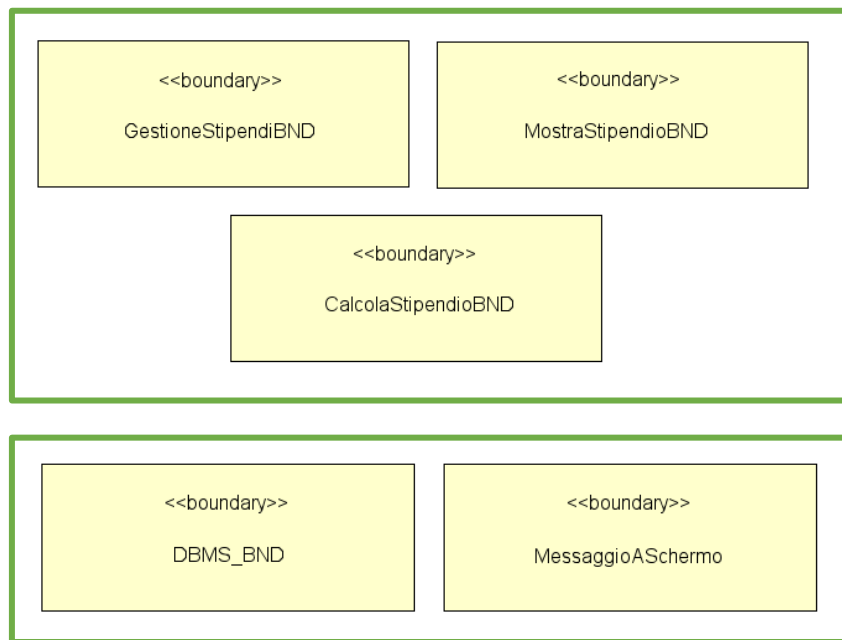 <<boundary>>
GestioneStipendiBND
<<boundary>>
MostraStipendioBND
<<boundary>>
CalcolaStipendioBND
<<boundary>>
DBMS_BND
<<boundary>>
MessaggioASchermo